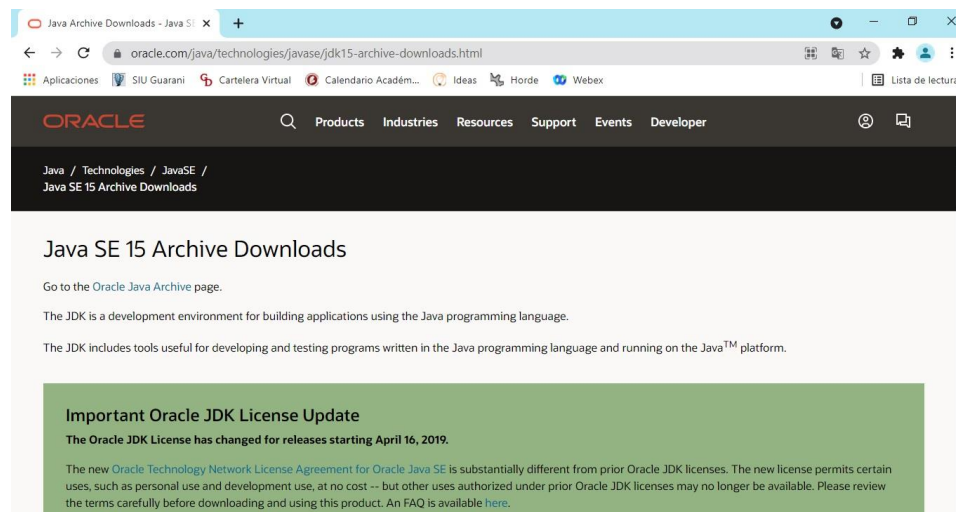 Java Archive Downloads - Java S
oracle.com/java/technologies/javase/jdk15-archive-downloads.html
Aplicaciones SIU Guarani Cartelera Virtual Calendario Académ... Ideas Horde Webex Lista de lectura
ORACLE Products Industries Resources Support Events Developer
Java / Technologies / JavaSE /
Java SE 15 Archive Downloads
Java SE 15 Archive Downloads
Go to the Oracle Java Archive page.
The JDK is a development environment for building applications using the Java programming language.
The JDK includes tools useful for developing and testing programs written in the Java programming language and running on the Java™ platform.
Important Oracle JDK License Update
The Oracle JDK License has changed for releases starting April 16, 2019.
The new Oracle Technology Network License Agreement for Oracle Java SE is substantially different from prior Oracle JDK licenses. The new license permits certain
uses, such as personal use and development use, at no cost -- but other uses authorized under prior Oracle JDK licenses may no longer be available. Please review
the terms carefully before downloading and using this product. An FAQ is available here.